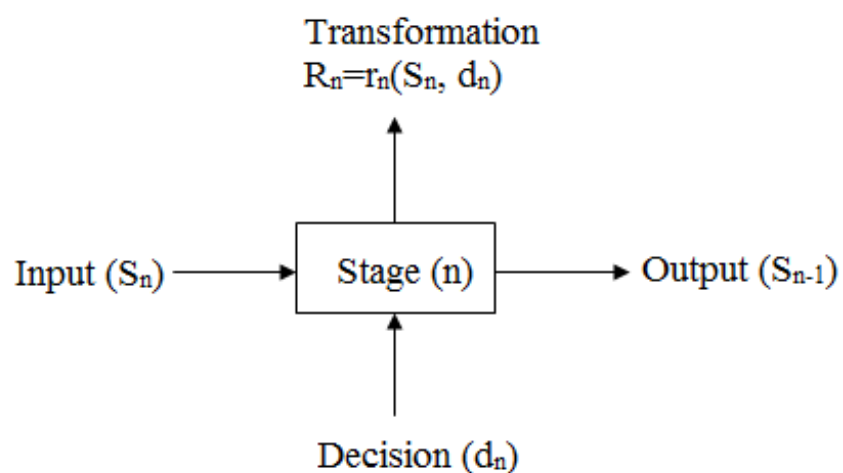 Transformation
Rₙ=rₙ(Sₙ, dₙ)
Input (Sₙ)
Stage (n)
Output (Sₙ₋₁)
Decision (dₙ)